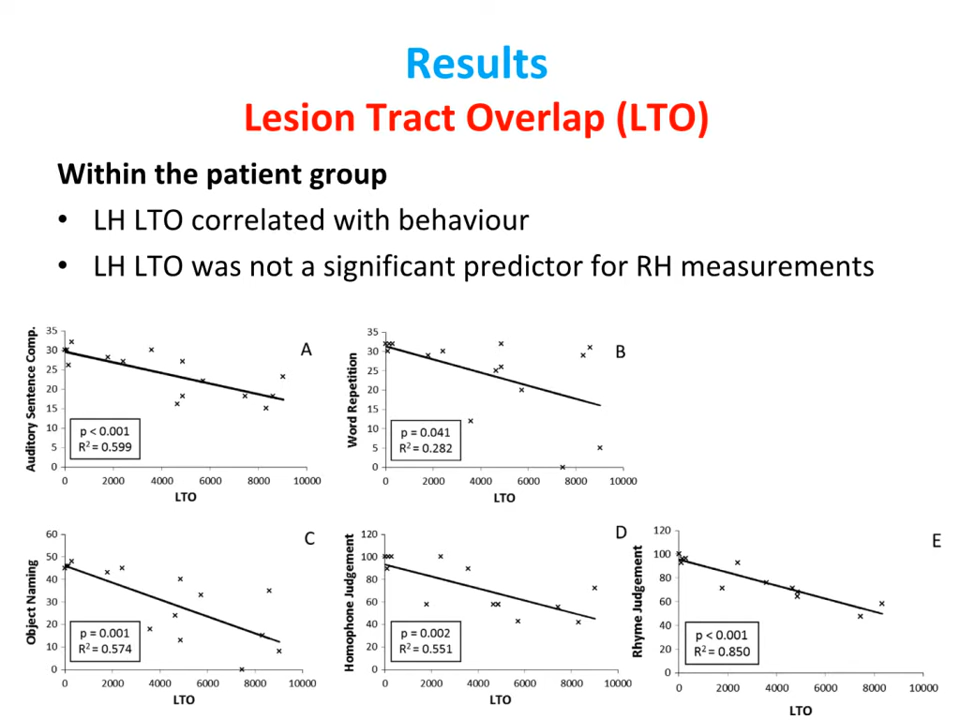 Results
Lesion Tract Overlap (LTO)
Within the patient group
• LH LTO correlated with behaviour
• LH LTO was not a significant predictor for RH measurements
A
Auditory Sentence Comp.
35
30
25
20
15
10
5
0
p < 0.001
R² = 0.599
0 2000 4000 6000 8000 10000
LTO
B
Word Repetition
35
30
25
20
15
10
5
0
p = 0.041
R² = 0.282
0 2000 4000 6000 8000 10000
LTO
C
Object Naming
60
50
40
30
20
10
0
p = 0.001
R² = 0.574
0 2000 4000 6000 8000 10000
LTO
D
Homophone Judgement
120
100
80
60
40
20
0
p = 0.002
R² = 0.551
0 2000 4000 6000 8000 10000
LTO
E
Rhyme Judgement
120
100
80
60
40
20
0
p < 0.001
R² = 0.850
0 2000 4000 6000 8000 10000
LTO